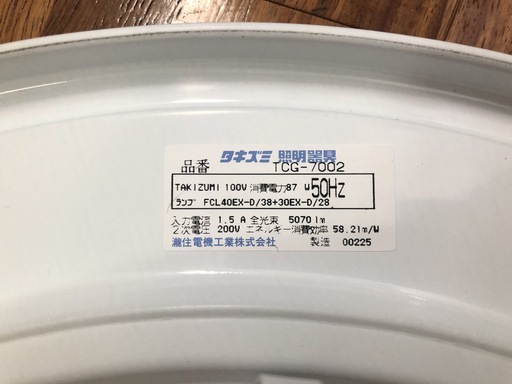 タキズミ 照明器具
品番 TCG-7002
TAKIZUMI 100V 消費電力87 W 50Hz
ランプ FCL40EX-D/38+30EX-D/28
入力電流 1.5 A 全光束 5070lm
2次電圧 200V エネルギー消費効率 58.2lm/W
瀧住電機工業株式会社 製造 00225